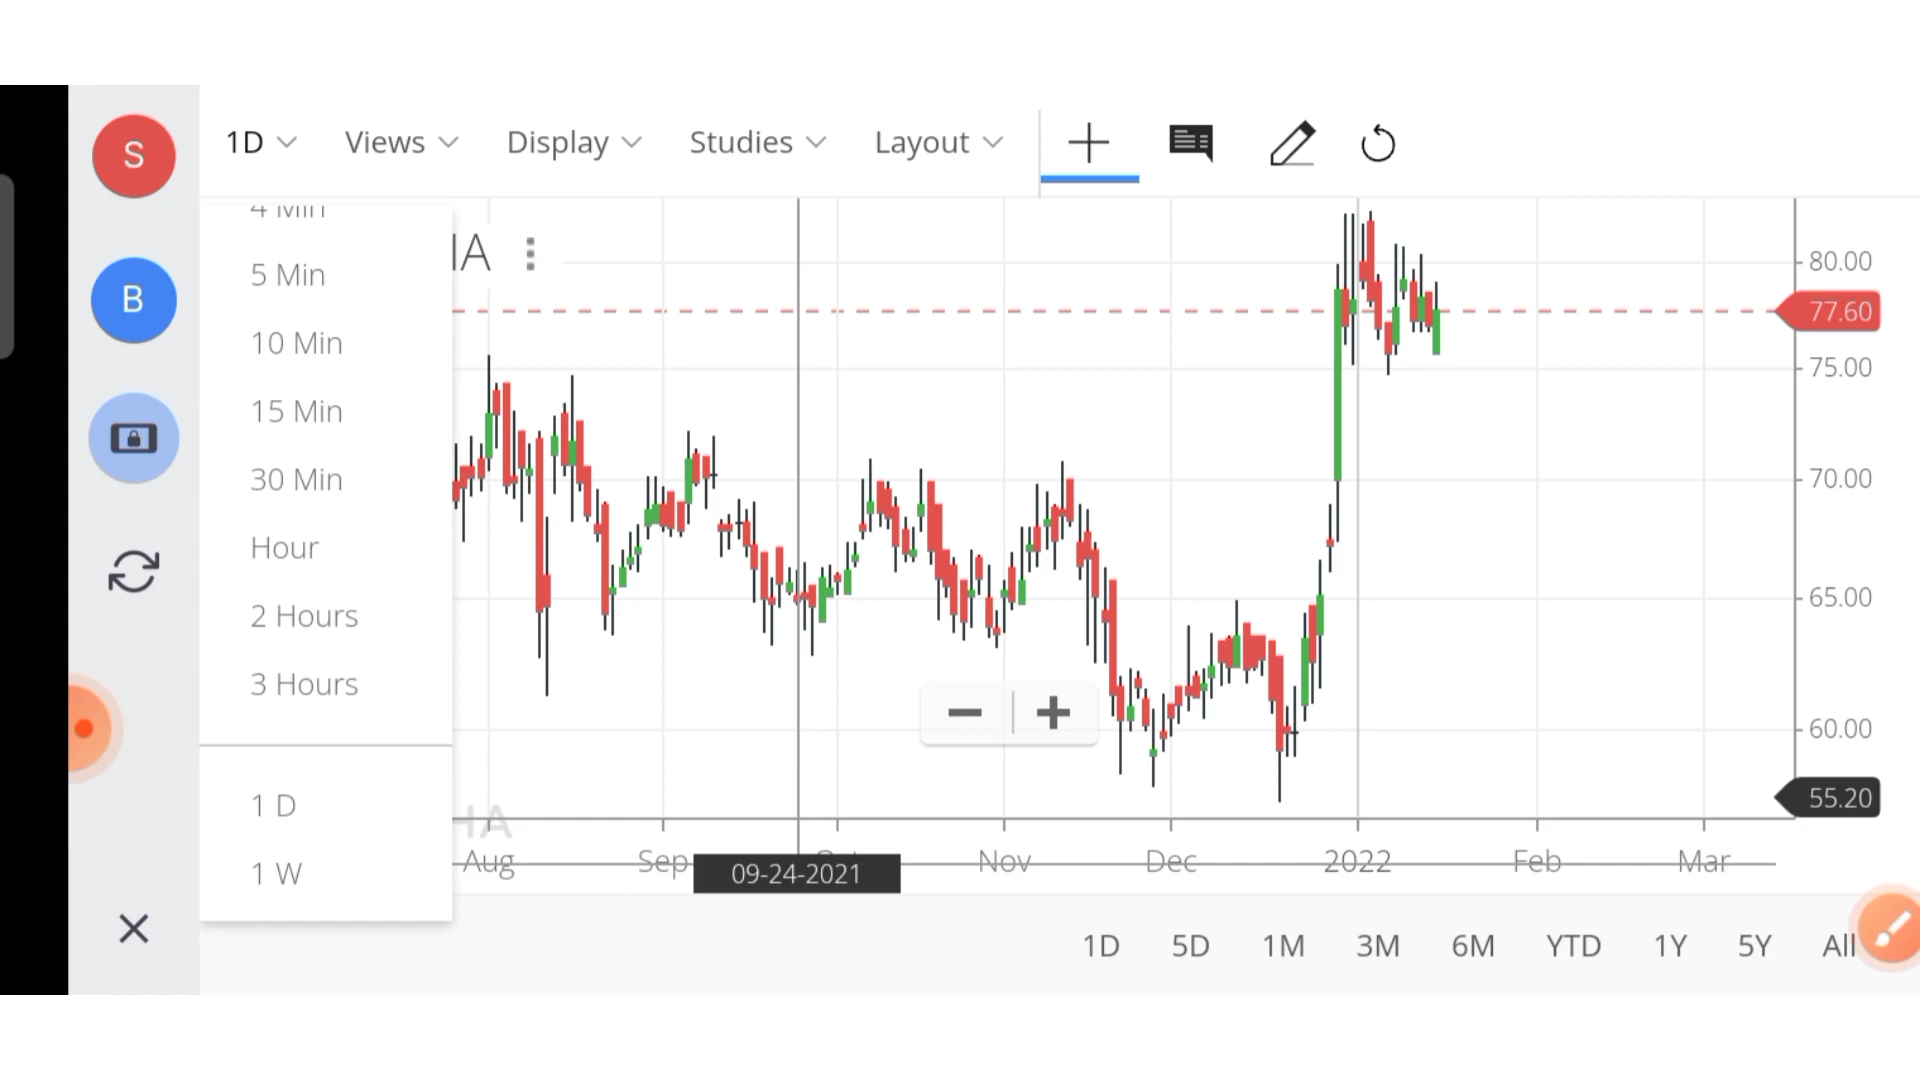 S
B
1D Views Display Studies Layout
4 Min
5 Min
10 Min
15 Min
30 Min
Hour
2 Hours
3 Hours
1 D
1 W
80.00
77.60
75.00
70.00
65.00
60.00
55.20
Aug Sep Nov Dec 2022 Feb Mar
09-24-2021
1D 5D 1M 3M 6M YTD 1Y 5Y All